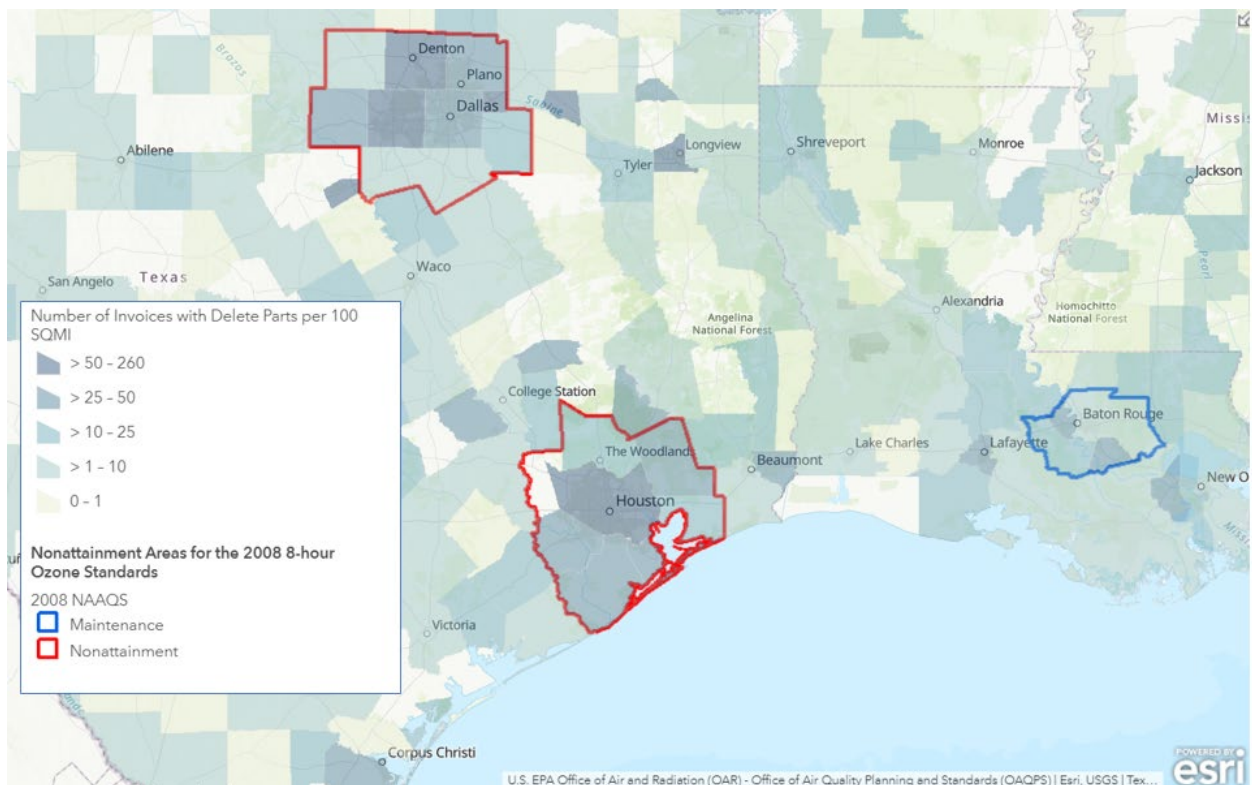 Denton
Plano
Dallas
Brazos
Sabine
Abilene
Tyler
Longview
Shreveport
Monroe
Jackson
Waco
San Angelo
Texas
Pearl
Alexandria
Homochitto
National Forest
Angelina
National Forest
College Station
The Woodlands
Houston
Beaumont
Lake Charles
Lafayette
Baton Rouge
New O
Victoria
Corpus Christi
Number of Invoices with Delete Parts per 100
SQMI
> 50 - 260
> 25 - 50
> 10 - 25
> 1 - 10
0 - 1
Nonattainment Areas for the 2008 8-hour
Ozone Standards
2008 NAAQS
Maintenance
Nonattainment
U.S. EPA Office of Air and Radiation (OAR) - Office of Air Quality Planning and Standards (OAQPS) | Esri, USGS | Tex...
POWERED BY
esri